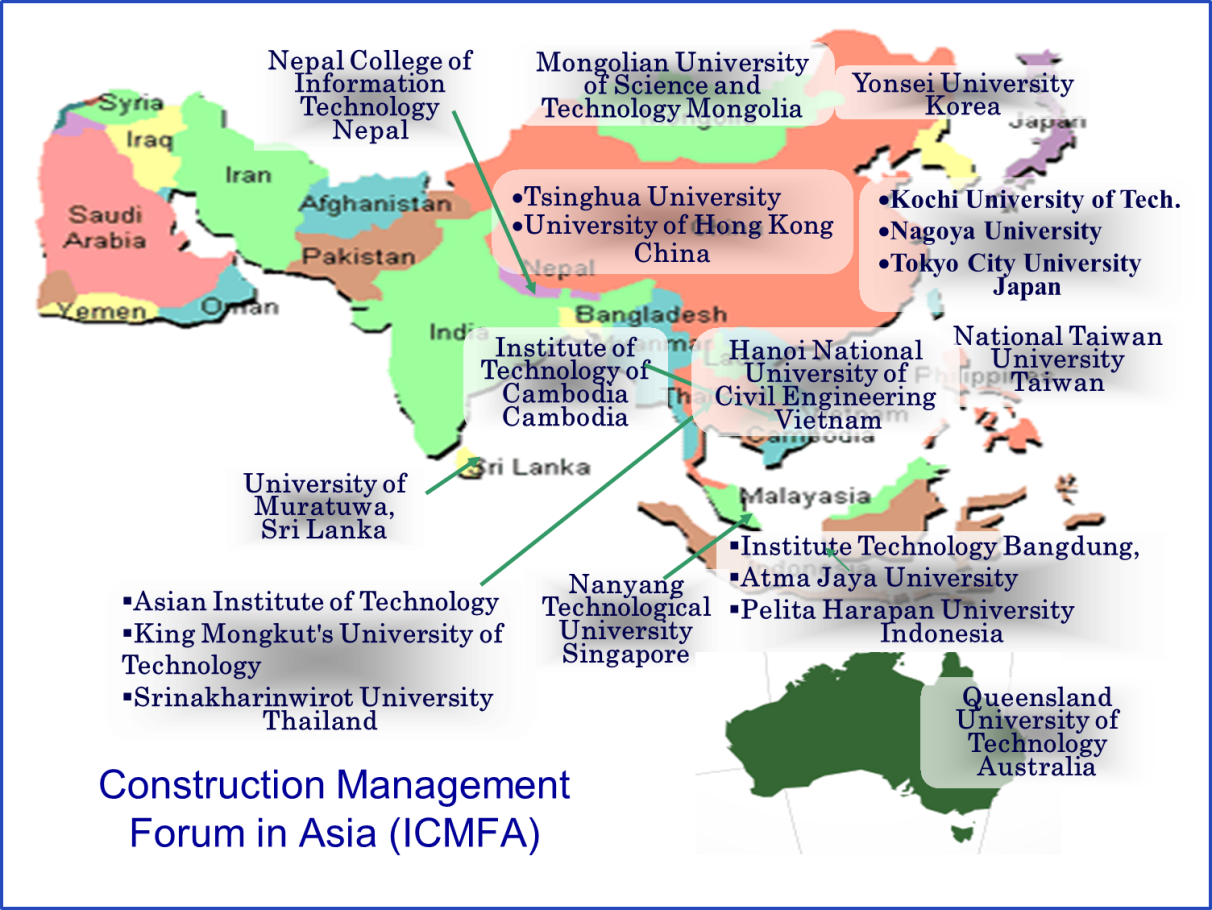 Nepal College of
Information
Technology
Nepal
Mongolian University
of Science and
Technology Mongolia
Yonsei University
Korea
Mongolia
Japan
Syria
Iraq
Iran
Afghanistan
Saudi
Arabia
Pakistan
•Tsinghua University
•University of Hong Kong
China
•Kochi University of Tech.
•Nagoya University
•Tokyo City University
Japan
Nepal
Oman
Yemen
India
Bangladesh
Institute of
Technology of
Cambodia
Cambodia
Hanoi National
University of
Civil Engineering
Vietnam
National Taiwan
University
Taiwan
Philippines
Cambodia
University of
Muratuwa,
Sri Lanka
Sri Lanka
Malayasia
▪Institute Technology Bangdung,
▪Atma Jaya University
▪Pelita Harapan University
Indonesia
Nanyang
Technological
University
Singapore
▪Asian Institute of Technology
▪King Mongkut's University of
Technology
▪Srinakharinwirot University
Thailand
Queensland
University of
Technology
Australia
Construction Management
Forum in Asia (ICMFA)